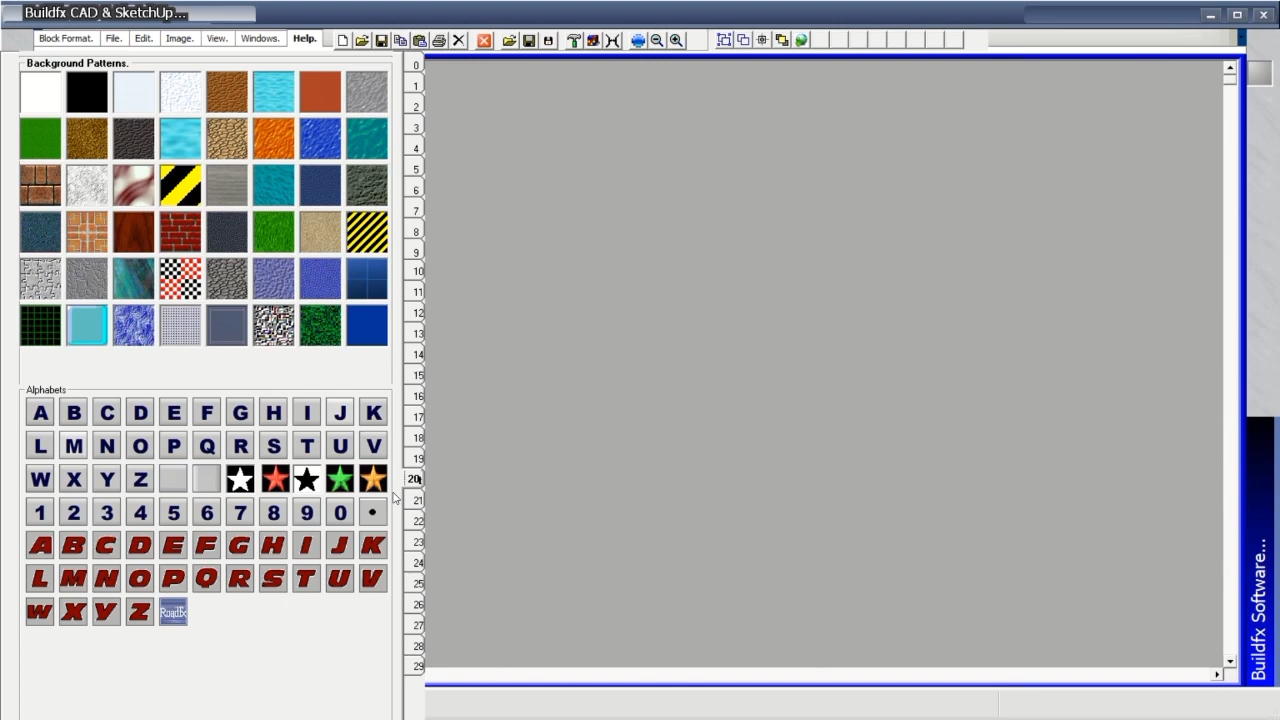 Buildfx CAD & SketchUp...
Block Format. File. Edit. Image. View. Windows. Help.
Background Patterns.
Alphabets
A B C D E F G H I J K
L M N O P Q R S T U V
W X Y Z
1 2 3 4 5 6 7 8 9 0 •
A B C D E F G H I J K
L M N O P Q R S T U V
W X Y Z Roadfx
0
1
2
3
4
5
6
7
8
9
10
11
12
13
14
15
16
17
18
19
20
21
22
23
24
25
26
27
28
29
Buildfx Software...